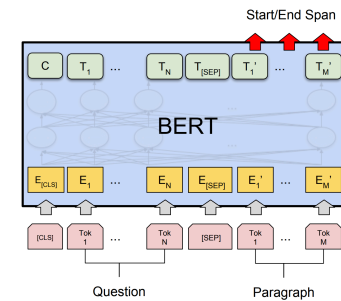 Start/End Span
C T1 ... TN T[SEP] T1' ... TM'
BERT
E[CLS] E1 ... EN E[SEP] E1' ... EM'
[CLS] Tok 1 ... Tok N [SEP] Tok 1 ... Tok M
Question Paragraph